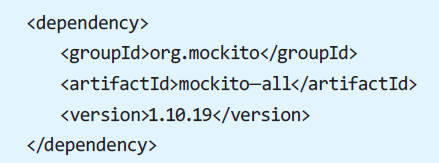 <dependency>
<groupId>org.mockito</groupId>
<artifactId>mockito—all</artifactId>
<version>1.10.19</version>
</dependency>